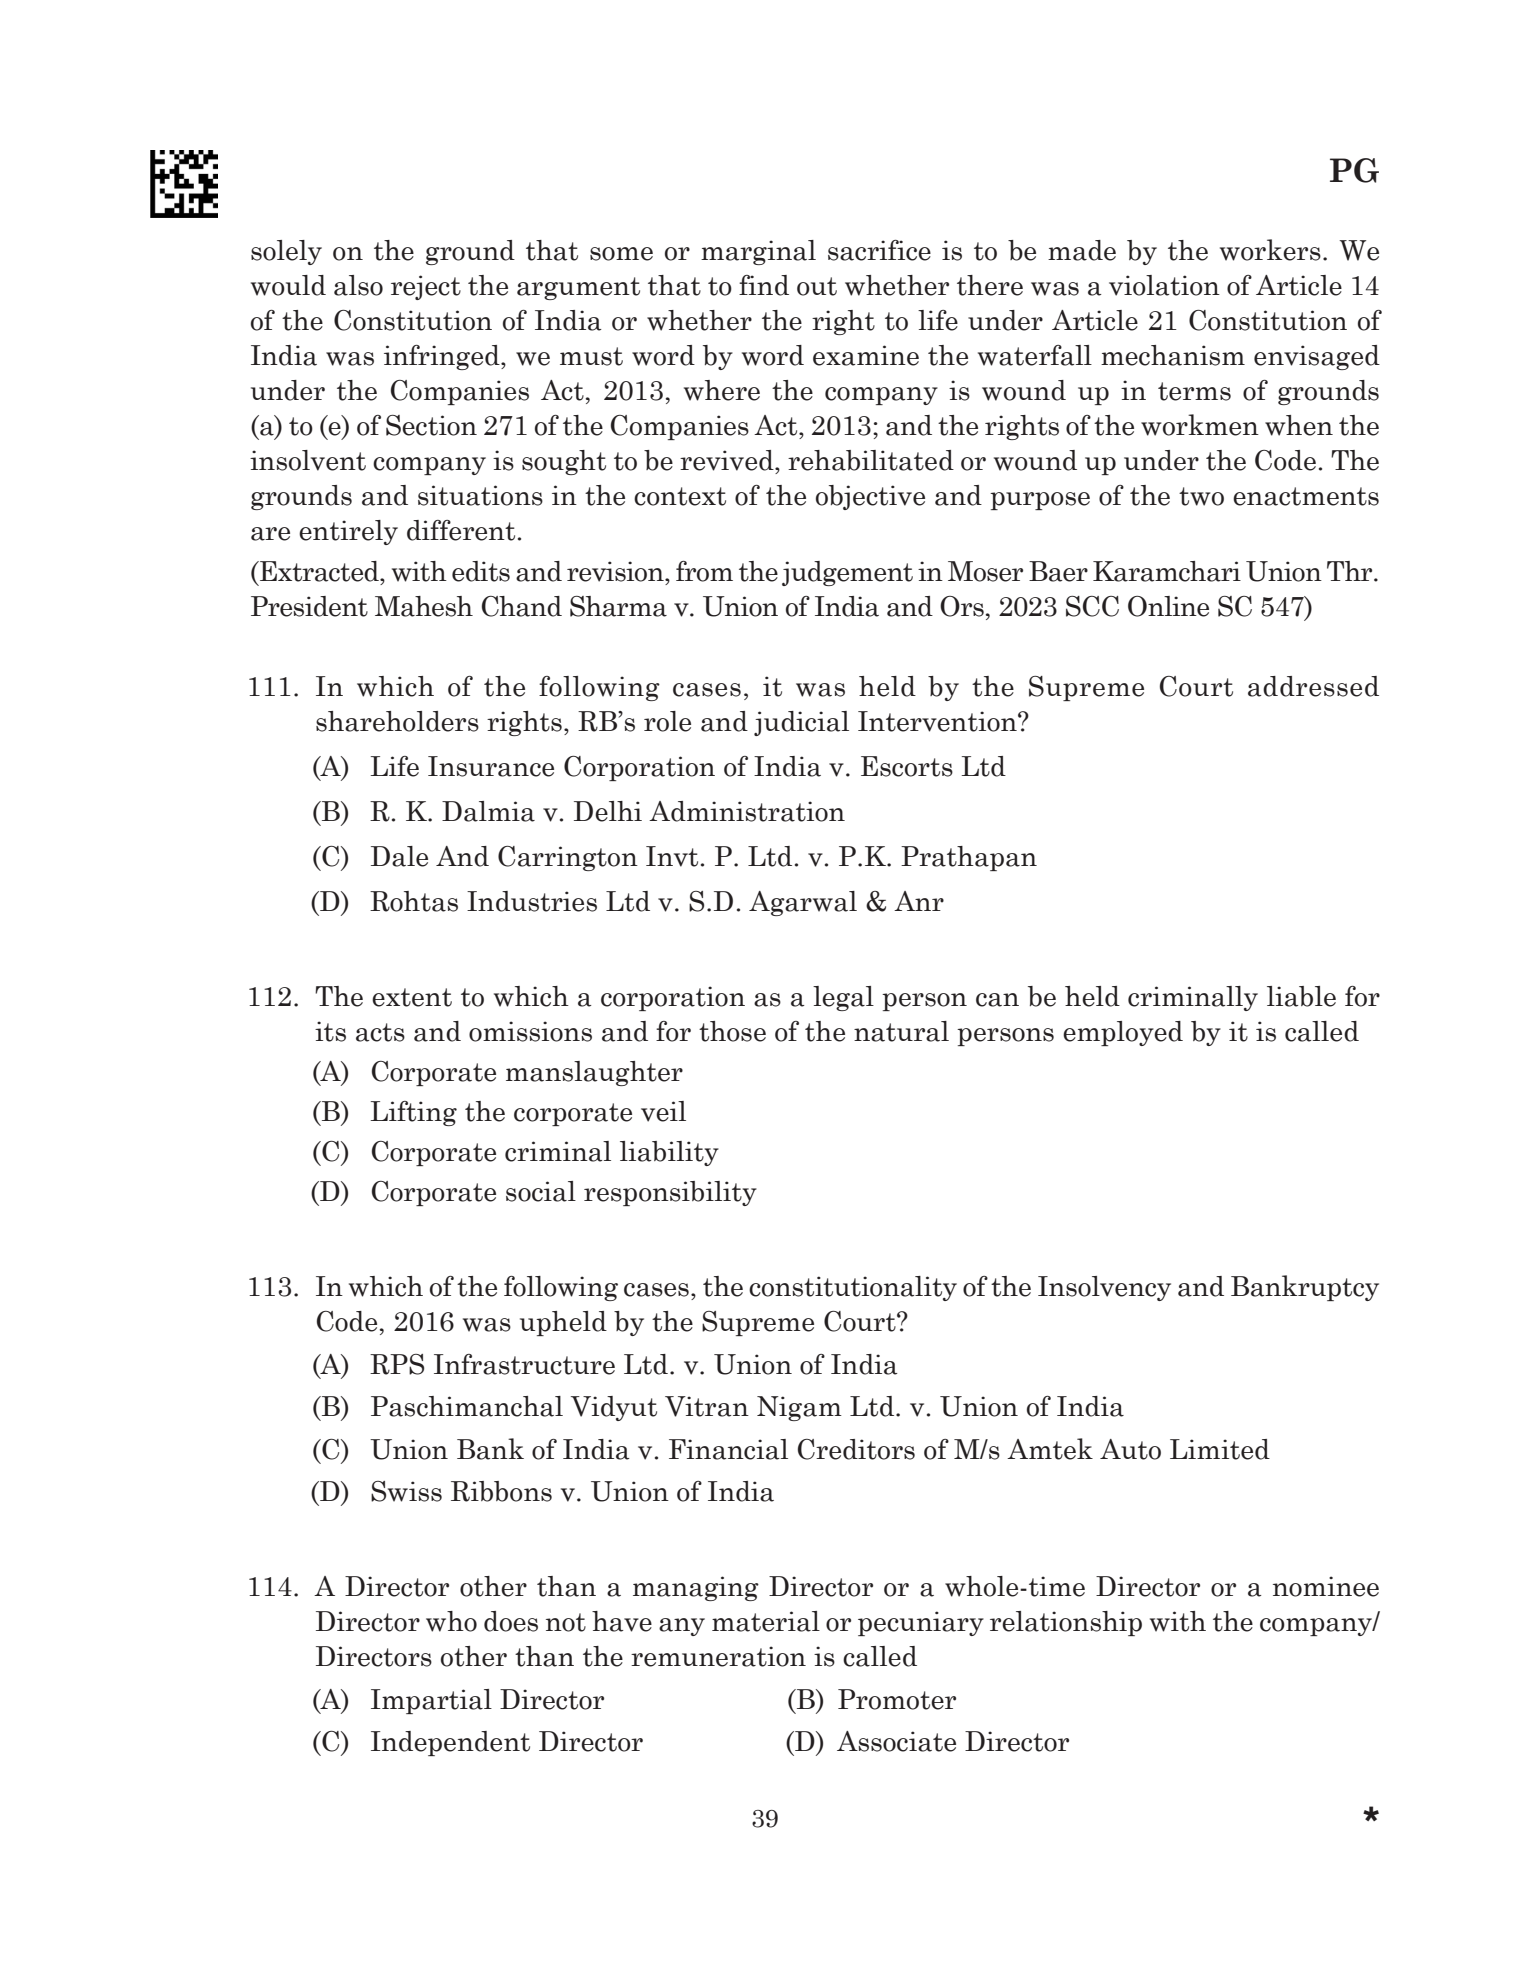 PG
solely on the ground that some or marginal sacrifice is to be made by the workers. We
would also reject the argument that to find out whether there was a violation of Article 14
of the Constitution of India or whether the right to life under Article 21 Constitution of
India was infringed, we must word by word examine the waterfall mechanism envisaged
under the Companies Act, 2013, where the company is wound up in terms of grounds
(a) to (e) of Section 271 of the Companies Act, 2013; and the rights of the workmen when the
insolvent company is sought to be revived, rehabilitated or wound up under the Code. The
grounds and situations in the context of the objective and purpose of the two enactments
are entirely different.
(Extracted, with edits and revision, from the judgement in Moser Baer Karamchari Union Thr.
President Mahesh Chand Sharma v. Union of India and Ors, 2023 SCC Online SC 547)
111. In which of the following cases, it was held by the Supreme Court addressed
shareholders rights, RB's role and judicial Intervention?
(A) Life Insurance Corporation of India v. Escorts Ltd
(B) R. K. Dalmia v. Delhi Administration
(C) Dale And Carrington Invt. P. Ltd. v. P.K. Prathapan
(D) Rohtas Industries Ltd v. S.D. Agarwal & Anr
112. The extent to which a corporation as a legal person can be held criminally liable for
its acts and omissions and for those of the natural persons employed by it is called
(A) Corporate manslaughter
(B) Lifting the corporate veil
(C) Corporate criminal liability
(D) Corporate social responsibility
113. In which of the following cases, the constitutionality of the Insolvency and Bankruptcy
Code, 2016 was upheld by the Supreme Court?
(A) RPS Infrastructure Ltd. v. Union of India
(B) Paschimanchal Vidyut Vitran Nigam Ltd. v. Union of India
(C) Union Bank of India v. Financial Creditors of M/s Amtek Auto Limited
(D) Swiss Ribbons v. Union of India
114. A Director other than a managing Director or a whole-time Director or a nominee
Director who does not have any material or pecuniary relationship with the company/
Directors other than the remuneration is called
(A) Impartial Director (B) Promoter
(C) Independent Director (D) Associate Director
39 *